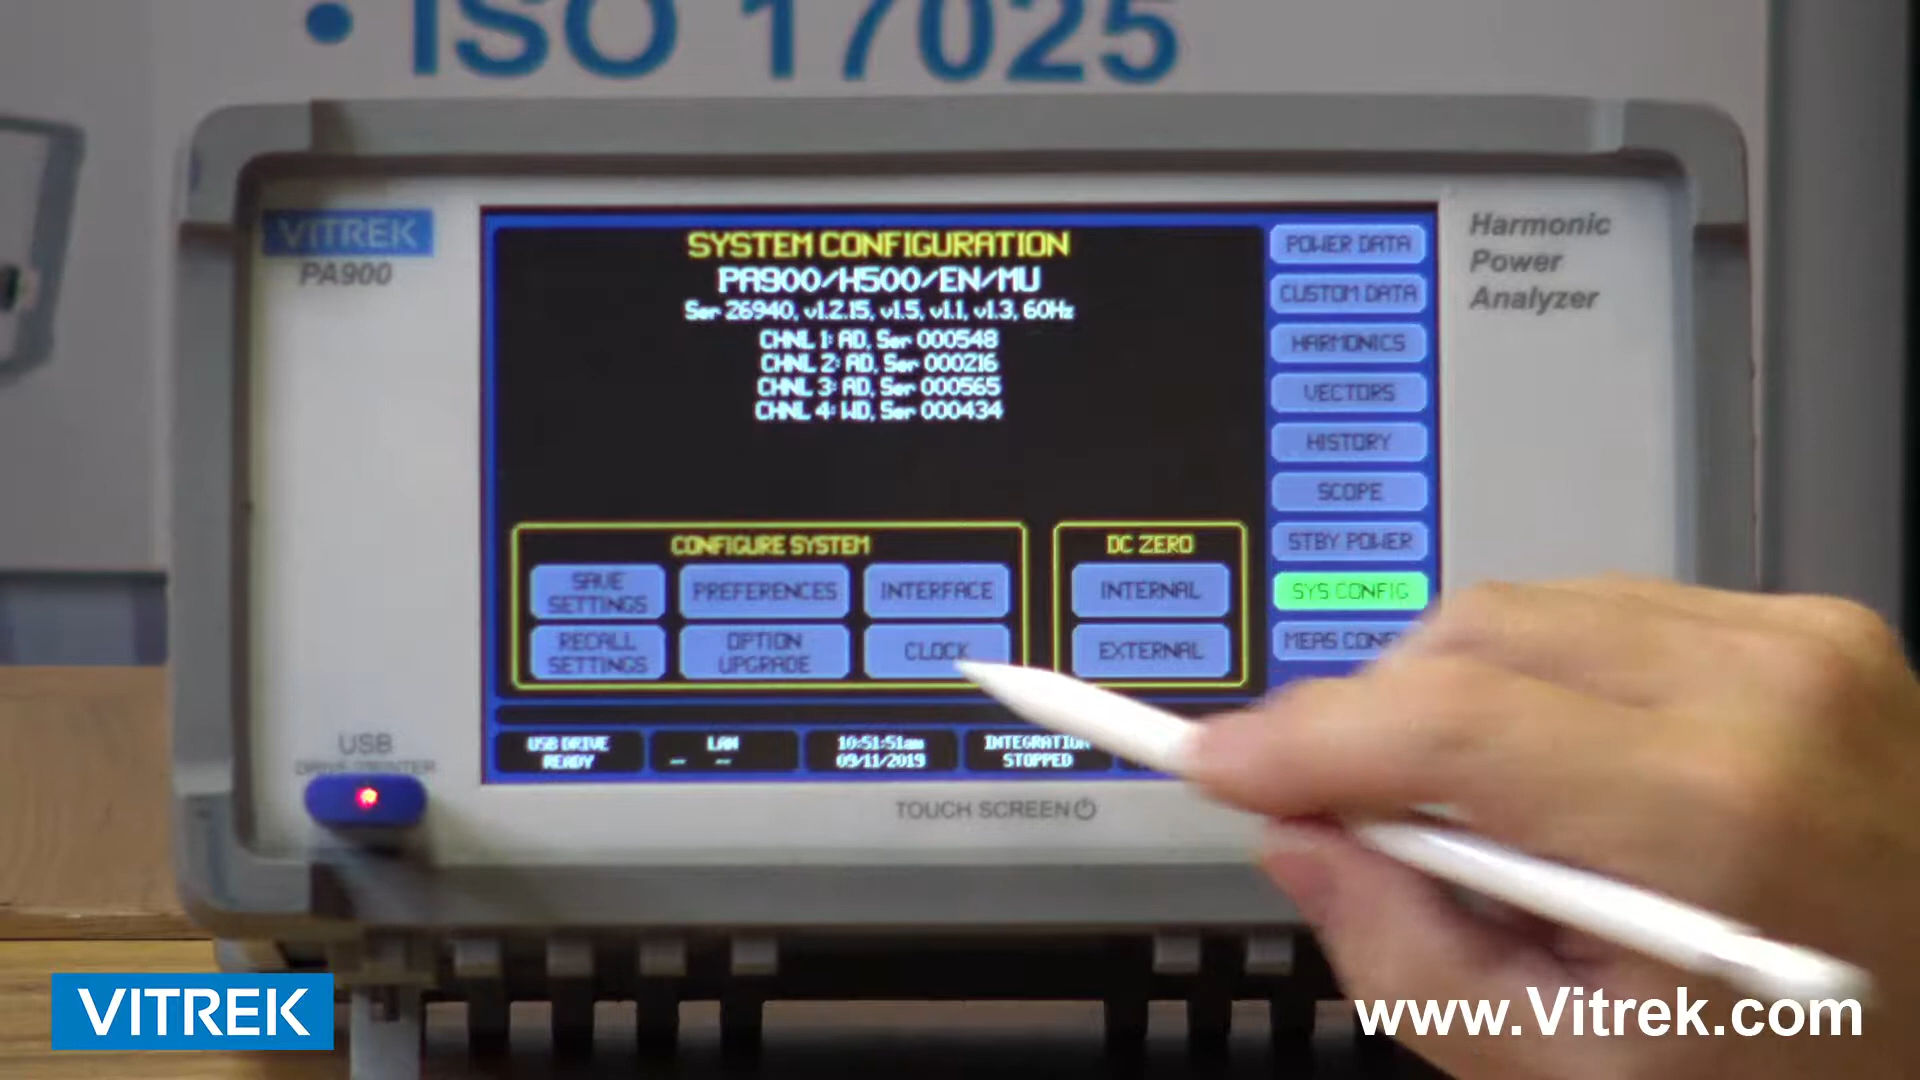 • ISO 17025
VITREK
PA900
Harmonic
Power
Analyzer
SYSTEM CONFIGURATION
PA900/H500/EN/MU
Ser 26940, v1.2.15, v1.5, v1.1, v1.3, 60Hz
CHNL 1: AD, Ser 000548
CHNL 2: AD, Ser 000216
CHNL 3: AD, Ser 000565
CHNL 4: WD, Ser 000434
CONFIGURE SYSTEM
SAVE
SETTINGS
PREFERENCES
INTERFACE
RECALL
SETTINGS
OPTION
UPGRADE
CLOCK
DC ZERO
INTERNAL
EXTERNAL
POWER DATA
CUSTOM DATA
HARMONICS
VECTORS
HISTORY
SCOPE
STBY POWER
SYS CONFIG
MEAS
USB DRIVE
READY
LAN
-- --
10:51:51am
09/11/2019
INTEGRATION
STOPPED
USB
DRIVE/PRINTER
TOUCH SCREEN
VITREK
www.Vitrek.com